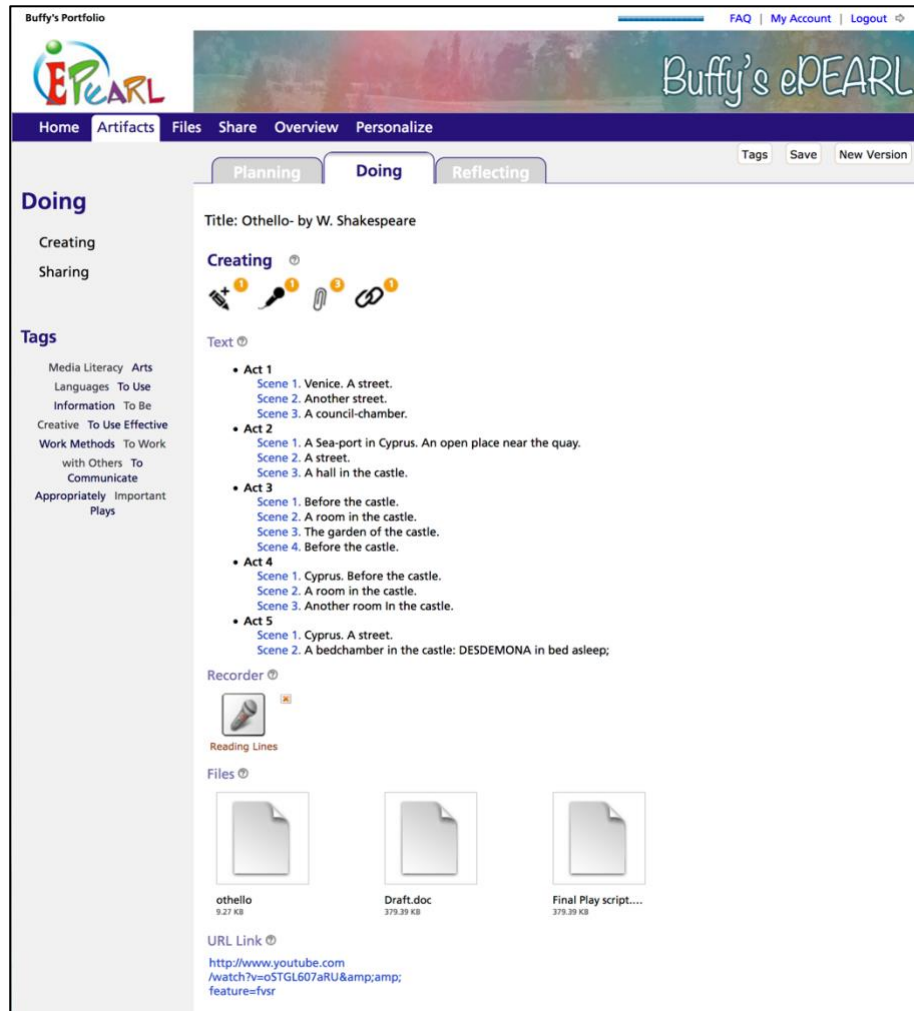 Buffy's Portfolio
FAQ | My Account | Logout
EPEARL
Buffy's ePEARL
Home Artifacts Files Share Overview Personalize
Tags Save New Version
Planning Doing Reflecting
Doing
Creating
Sharing
Tags
Media Literacy Arts
Languages To Use
Information To Be
Creative To Use Effective
Work Methods To Work
with Others To
Communicate
Appropriately Important
Plays
Title: Othello- by W. Shakespeare
Creating
1 1 3 1
Text
• Act 1
Scene 1. Venice. A street.
Scene 2. Another street.
Scene 3. A council-chamber.
• Act 2
Scene 1. A Sea-port in Cyprus. An open place near the quay.
Scene 2. A street.
Scene 3. A hall in the castle.
• Act 3
Scene 1. Before the castle.
Scene 2. A room in the castle.
Scene 3. The garden of the castle.
Scene 4. Before the castle.
• Act 4
Scene 1. Cyprus. Before the castle.
Scene 2. A room in the castle.
Scene 3. Another room In the castle.
• Act 5
Scene 1. Cyprus. A street.
Scene 2. A bedchamber in the castle: DESDEMONA in bed asleep;
Recorder
Reading Lines
Files
othello Draft.doc Final Play script....
9.27 KB 379.39 KB 379.39 KB
URL Link
http://www.youtube.com
/watch?v=oSTGL607aRU&amp;amp;
feature=fvsr